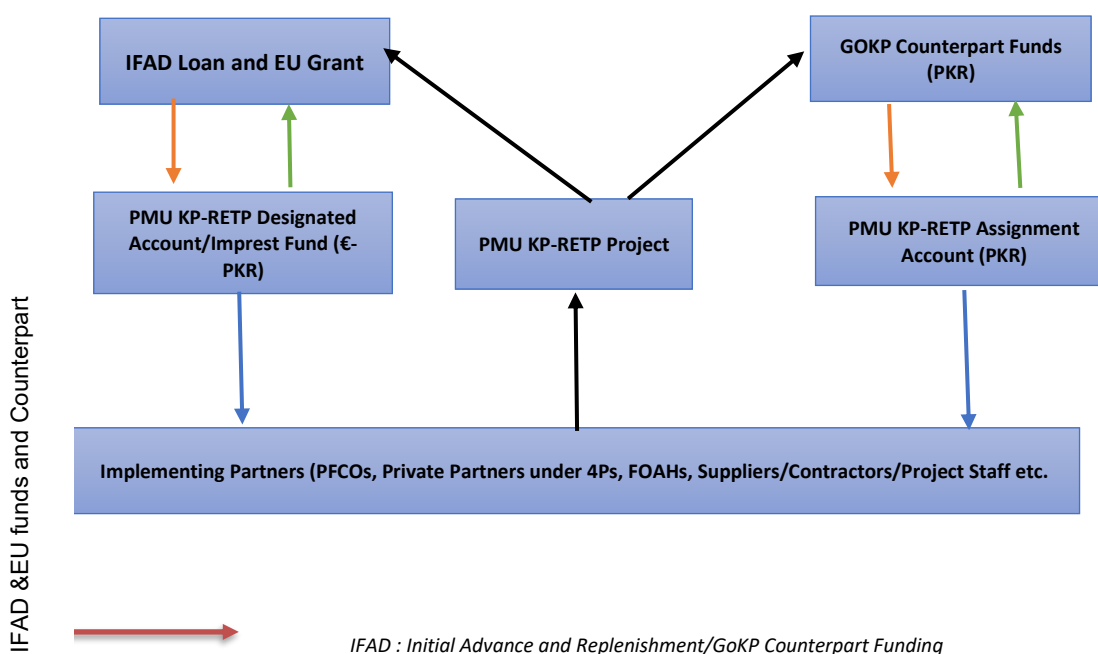 IFAD Loan and EU Grant
GOKP Counterpart Funds
(PKR)
PMU KP-RETP Designated
Account/Imprest Fund (€-
PKR)
PMU KP-RETP Project
PMU KP-RETP Assignment
Account (PKR)
IFAD &EU funds and Counterpart
Implementing Partners (PFCOs, Private Partners under 4Ps, FOAHs, Suppliers/Contractors/Project Staff etc.
IFAD : Initial Advance and Replenishment/GoKP Counterpart Funding